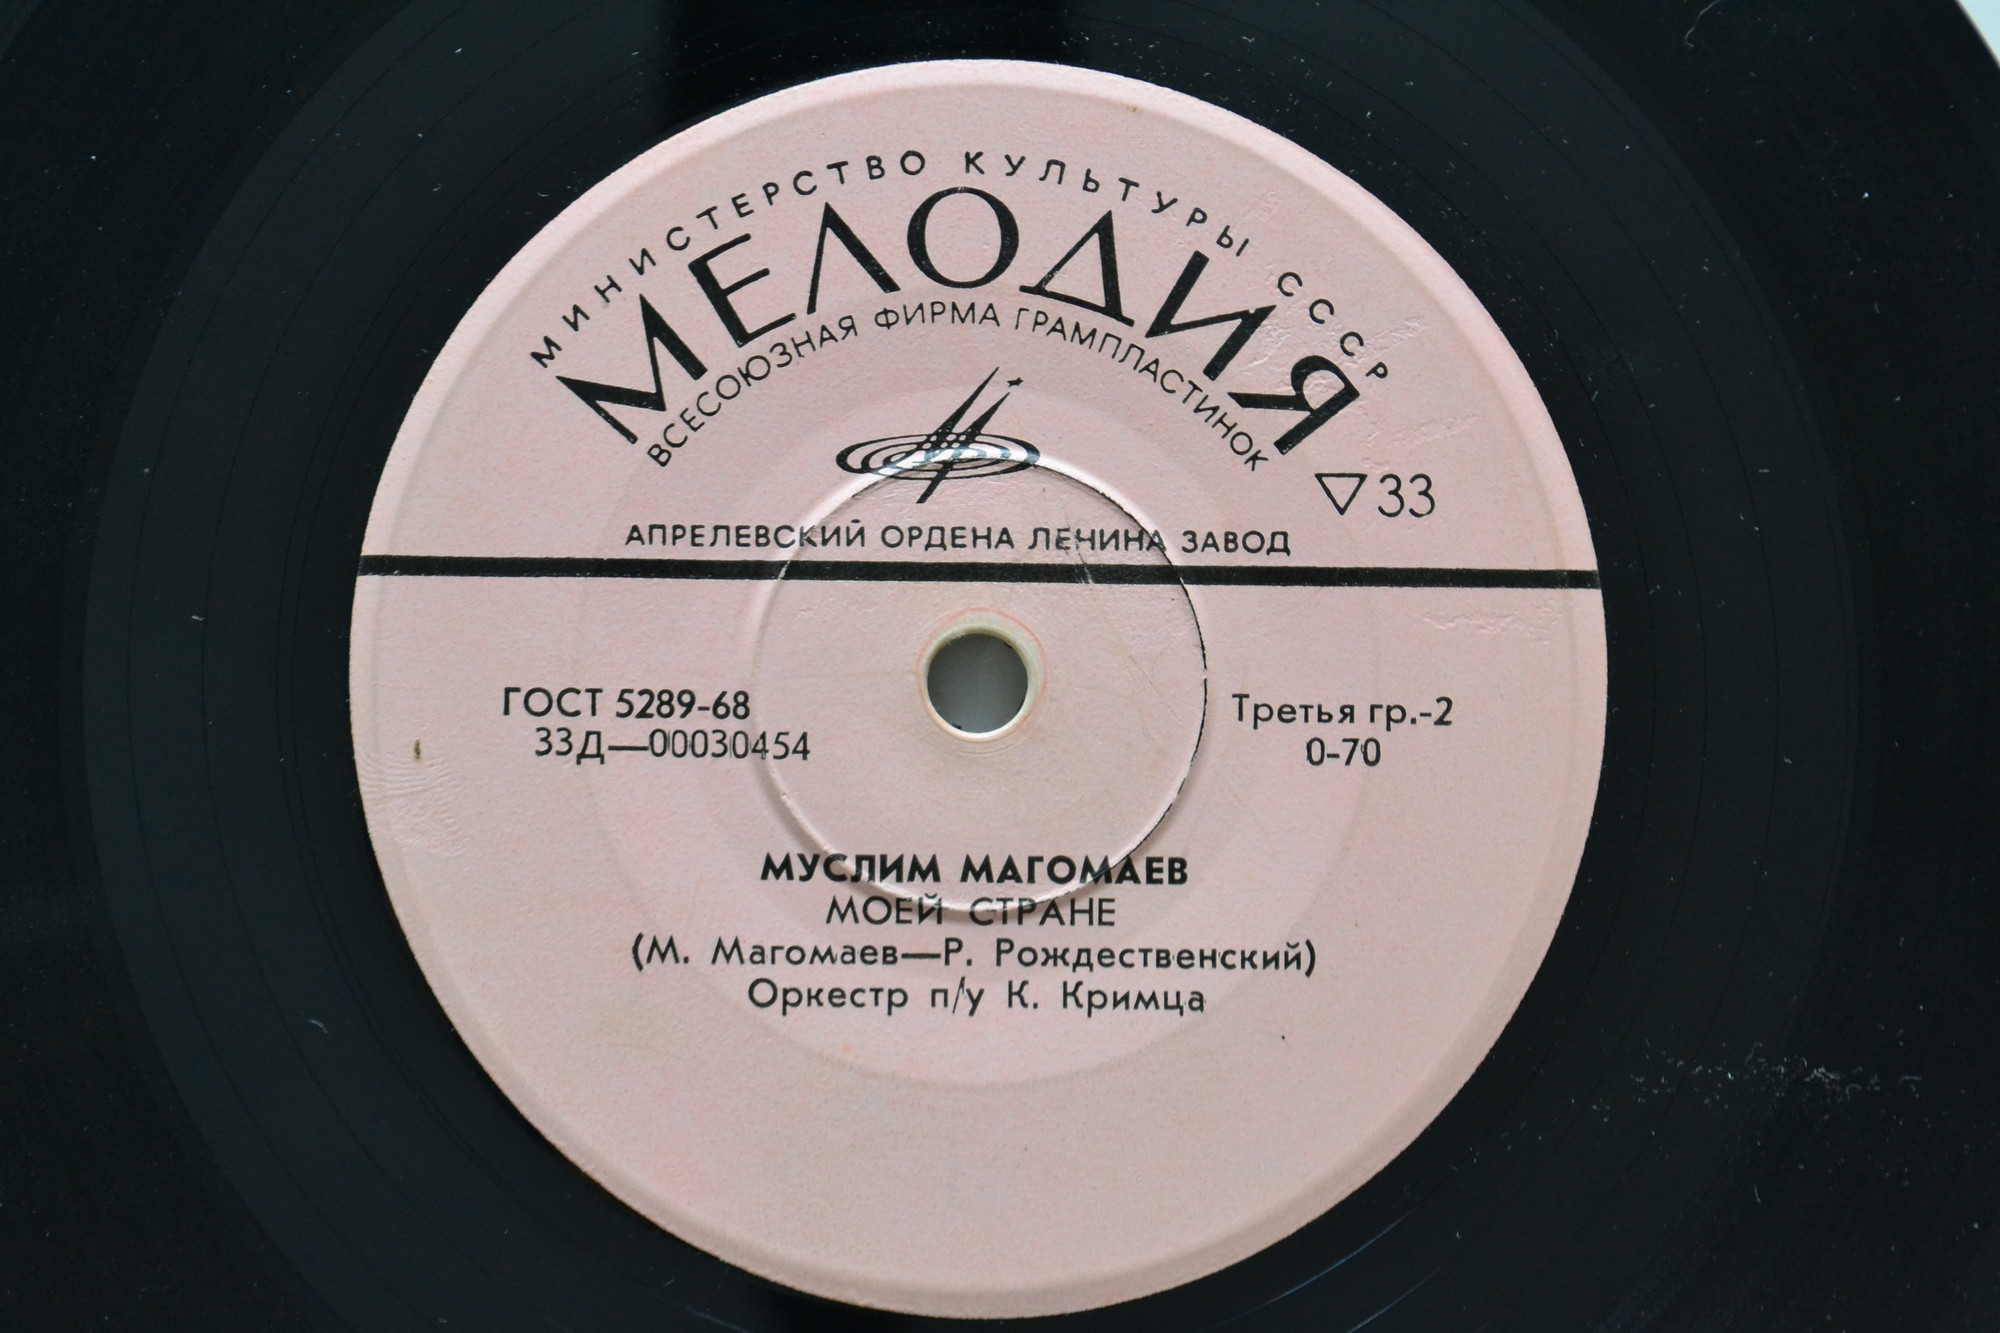 МИНИСТЕРСТВО КУЛЬТУРЫ СССР
МЕЛОДИЯ
ВСЕСОЮЗНАЯ ФИРМА ГРАМПЛАСТИНОК
▽33
АПРЕЛЕВСКИЙ ОРДЕНА ЛЕНИНА ЗАВОД
ГОСТ 5289-68
33Д—00030454
Третья гр.-2
0-70
МУСЛИМ МАГОМАЕВ
МОЕЙ СТРАНЕ
(М. Магомаев—Р. Рождественский)
Оркестр п/у К. Кримца